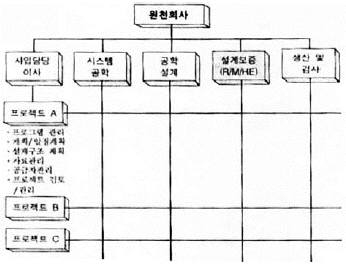 원천회사
사업담당
이사
시스템
공학
공학
설계
설계보증
(R/M/HE)
생산 및
검사
프로젝트 A
· 프로그램 관리
· 계획/일정계획
· 설계구조 계획
· 자료관리
· 공급자관리
· 프로젝트 검토
/관리
프로젝트 B
프로젝트 C